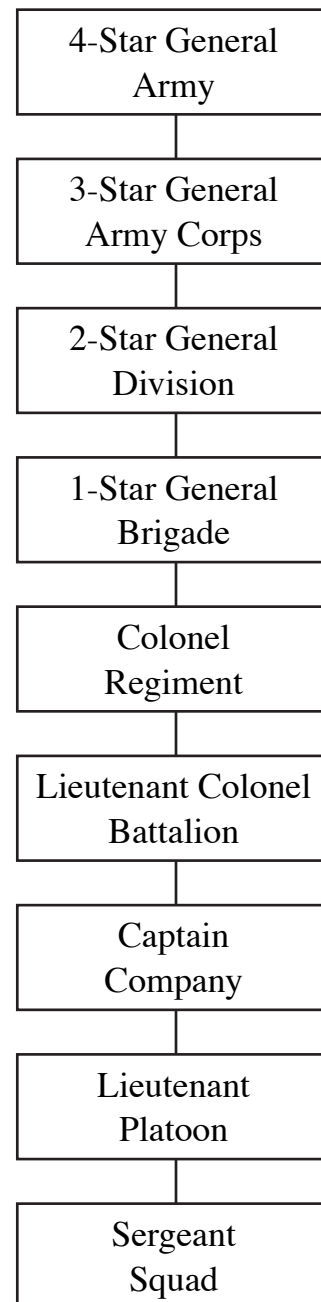 4-Star General
Army
3-Star General
Army Corps
2-Star General
Division
1-Star General
Brigade
Colonel
Regiment
Lieutenant Colonel
Battalion
Captain
Company
Lieutenant
Platoon
Sergeant
Squad